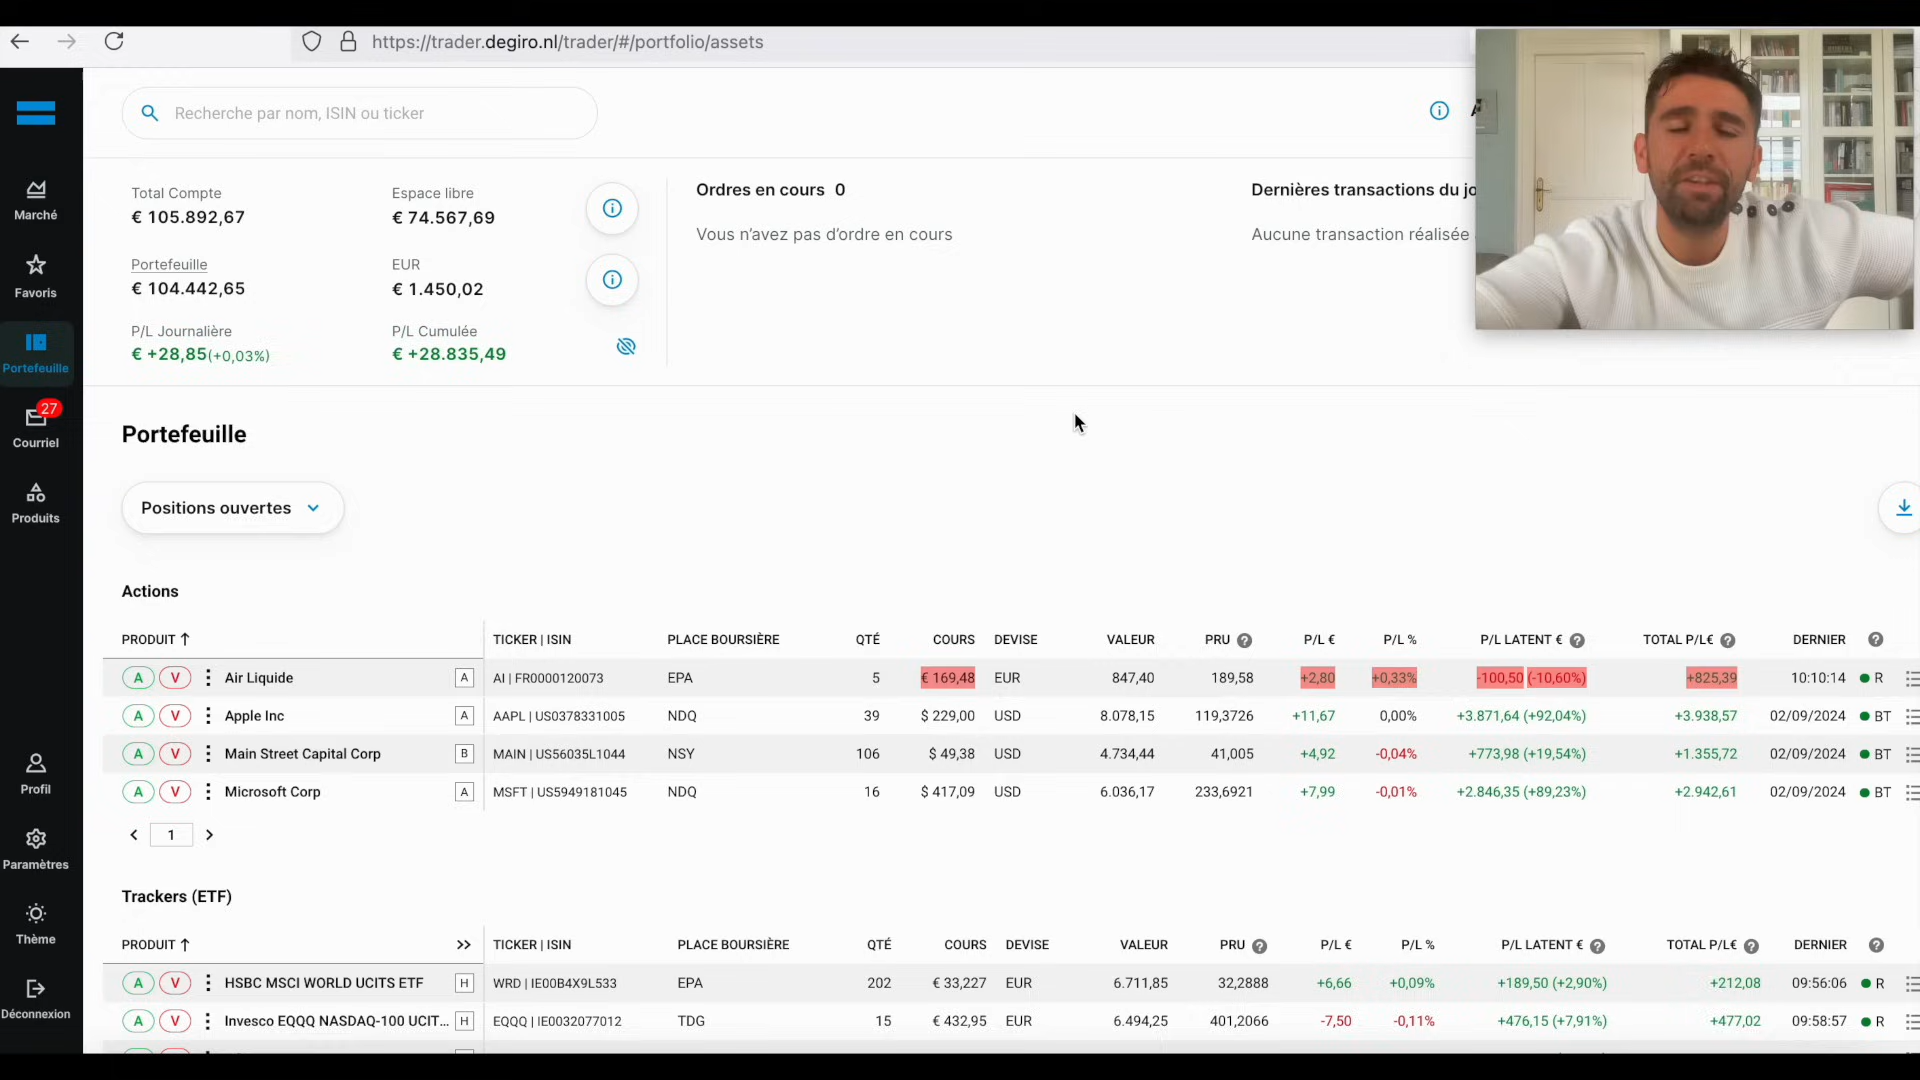 https://trader.degiro.nl/trader/#/portfolio/assets
Recherche par nom, ISIN ou ticker
Marché
Favoris
Portefeuille
27
Courriel
Produits
Profil
Paramètres
Thème
Déconnexion
Total Compte
€ 105.892,67
Espace libre
€ 74.567,69
Portefeuille
€ 104.442,65
EUR
€ 1.450,02
P/L Journalière
€ +28,85(+0,03%)
P/L Cumulée
€ +28.835,49
Ordres en cours 0
Vous n’avez pas d’ordre en cours
Dernières transactions du jo
Aucune transaction réalisée
Portefeuille
Positions ouvertes
Actions
PRODUIT↑ TICKER | ISIN PLACE BOURSIÈRE QTÉ COURS DEVISE VALEUR PRU ? P/L € P/L % P/L LATENT € ? TOTAL P/L€ ? DERNIER ?
A V Air Liquide A AI | FR0000120073 EPA 5 € 169,48 EUR 847,40 189,58 +2,80 +0,33% -100,50 (-10,60%) +825,39 10:10:14 R
A V Apple Inc A AAPL | US0378331005 NDQ 39 $ 229,00 USD 8.078,15 119,3726 +11,67 0,00% +3.871,64 (+92,04%) +3.938,57 02/09/2024 BT
A V Main Street Capital Corp B MAIN | US56035L1044 NSY 106 $ 49,38 USD 4.734,44 41,005 +4,92 -0,04% +773,98 (+19,54%) +1.355,72 02/09/2024 BT
A V Microsoft Corp A MSFT | US5949181045 NDQ 16 $ 417,09 USD 6.036,17 233,6921 +7,99 -0,01% +2.846,35 (+89,23%) +2.942,61 02/09/2024 BT
< 1 >
Trackers (ETF)
PRODUIT↑ >> TICKER | ISIN PLACE BOURSIÈRE QTÉ COURS DEVISE VALEUR PRU ? P/L € P/L % P/L LATENT € ? TOTAL P/L€ ? DERNIER ?
A V HSBC MSCI WORLD UCITS ETF H WRD | IE00B4X9L533 EPA 202 € 33,227 EUR 6.711,85 32,2888 +6,66 +0,09% +189,50 (+2,90%) +212,08 09:56:06 R
A V Invesco EQQQ NASDAQ-100 UCIT... H EQQQ | IE0032077012 TDG 15 € 432,95 EUR 6.494,25 401,2066 -7,50 -0,11% +476,15 (+7,91%) +477,02 09:58:57 R